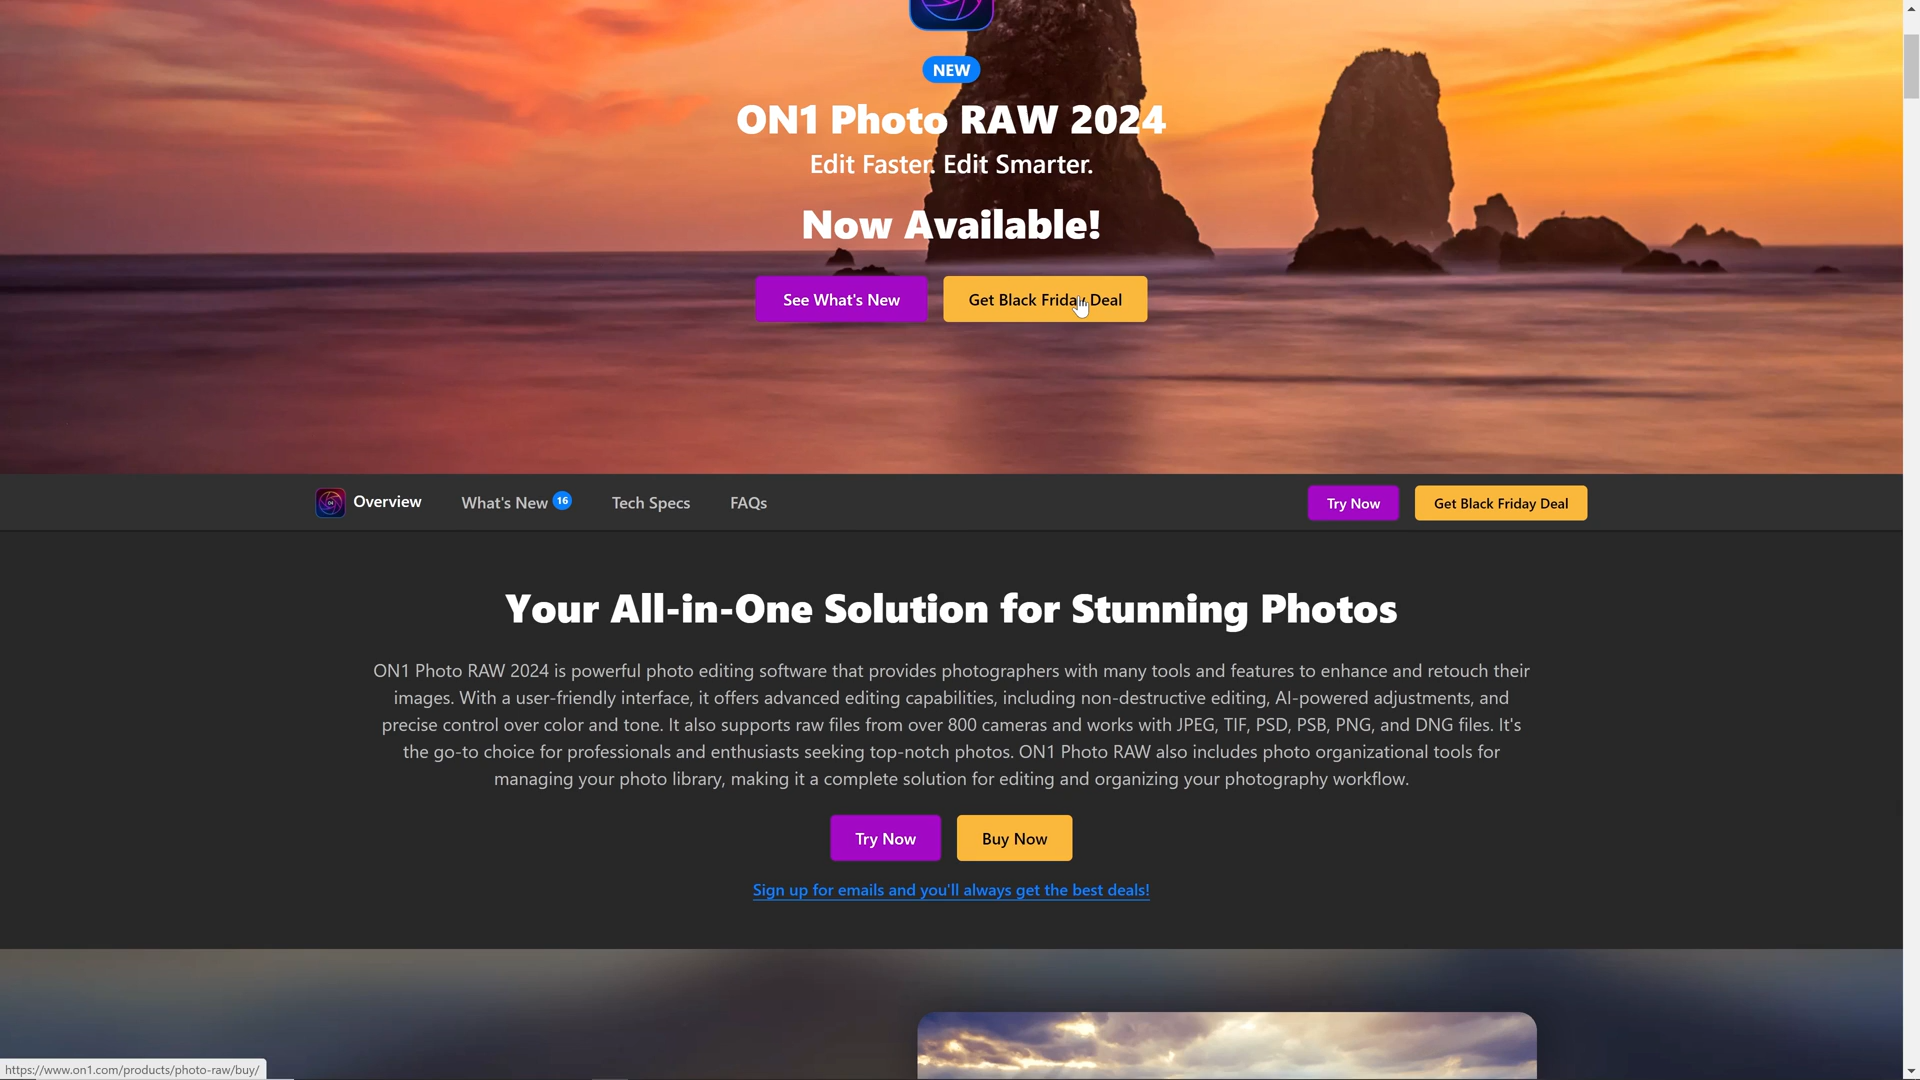 NEW
ON1 Photo RAW 2024
Edit Faster. Edit Smarter.
Now Available!
See What's New
Get Black Friday Deal
Overview
What's New 16
Tech Specs
FAQs
Try Now
Get Black Friday Deal
Your All-in-One Solution for Stunning Photos
ON1 Photo RAW 2024 is powerful photo editing software that provides photographers with many tools and features to enhance and retouch their
images. With a user-friendly interface, it offers advanced editing capabilities, including non-destructive editing, AI-powered adjustments, and
precise control over color and tone. It also supports raw files from over 800 cameras and works with JPEG, TIF, PSD, PSB, PNG, and DNG files. It's
the go-to choice for professionals and enthusiasts seeking top-notch photos. ON1 Photo RAW also includes photo organizational tools for
managing your photo library, making it a complete solution for editing and organizing your photography workflow.
Try Now
Buy Now
Sign up for emails and you'll always get the best deals!
https://www.on1.com/products/photo-raw/buy/